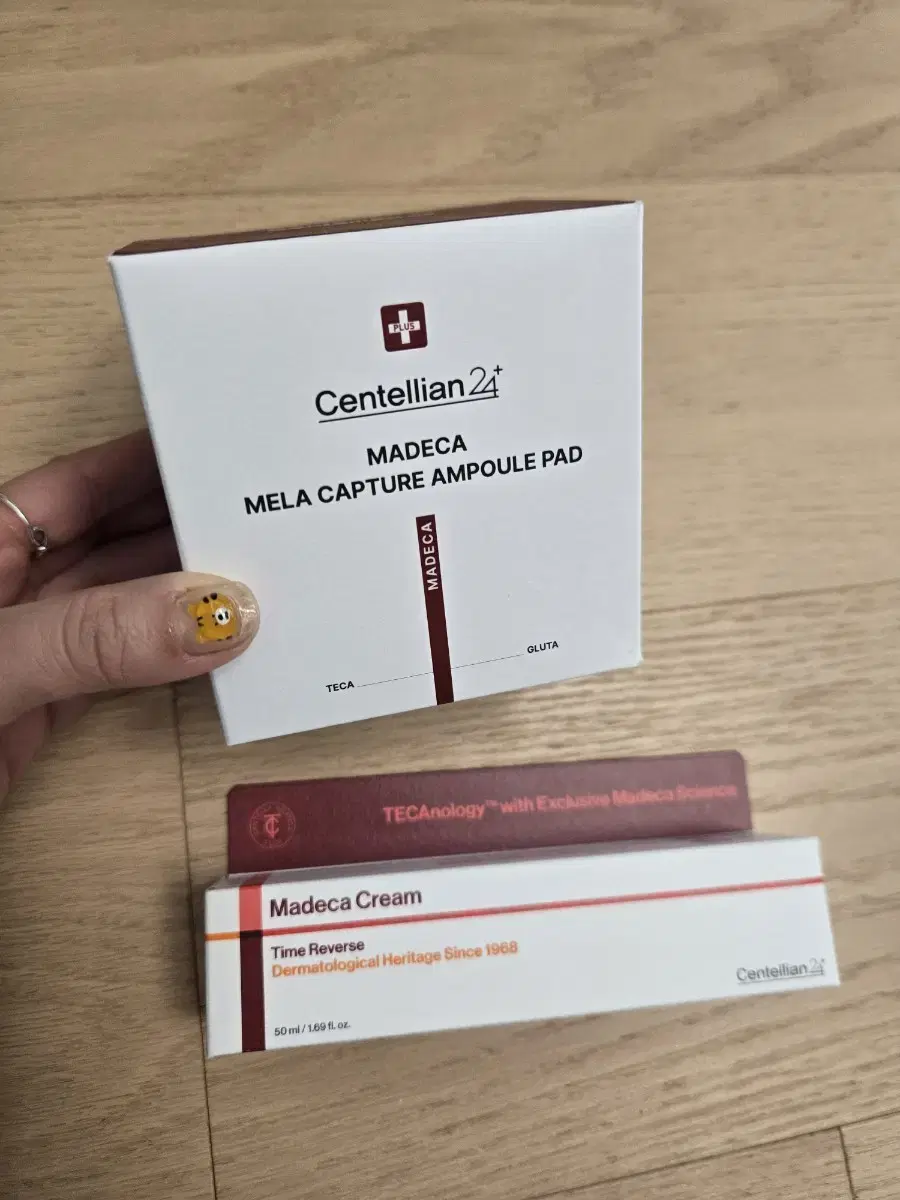 PLUS
Centellian24+
MADECA
MELA CAPTURE AMPOULE PAD
MADECA
TECA
GLUTA
TECAnology™ with Exclusive Madeca Science
Madeca Cream
Time Reverse
Dermatological Heritage Since 1968
Centellian24+
50 ml / 1.69 fl. oz.